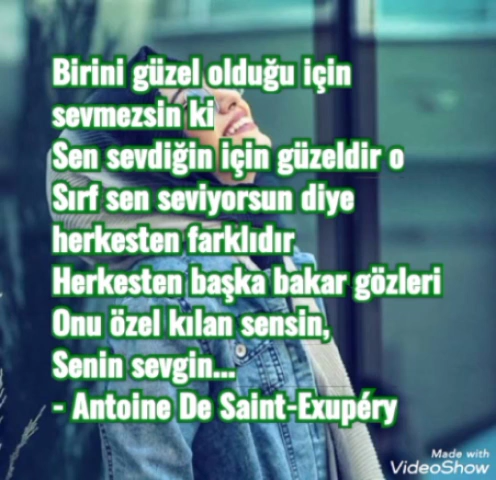 Birini güzel olduğu için
sevmezsin ki
Sen sevdiğin için güzeldir o
Sırf sen seviyorsun diye
herkesten farklıdır
Herkesten başka bakar gözleri
Onu özel kılan sensin,
Senin sevgin...
- Antoine De Saint-Exupéry
Made with
VideoShow